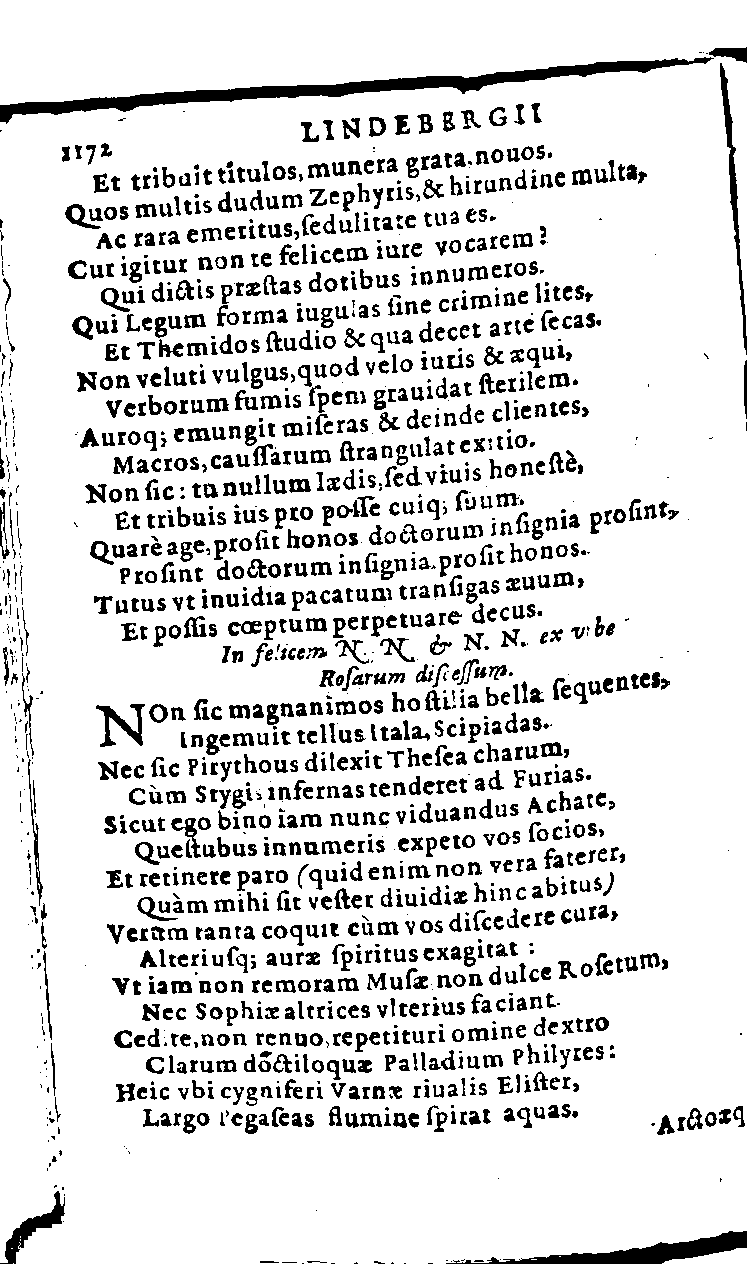 1172 LINDEBERGII
Et tribuit titulos, munera grata. nouos.
Quos multis dudum Zephyris, & hirundine multa,
Ac rara emeritus, ſedulitate tua es.
Cur igitur non te felicem iure vocarem?
Qui dictis præſtas dotibus innumeros.
Qui Legum forma iugulas ſine crimine lites,
Et Themidos ſtudio & qua decet arte ſecas.
Non veluti vulgus, quod velo iuris & æqui,
Verborum fumis ſpem grauidat ſterilem.
Auroq; emungit miſeras & deinde clientes,
Macros, cauſſarum ſtrangulat exitio.
Non ſic: tu nullum lædis, ſed viuis honeſtè,
Et tribuis ius pro poſſe cuiq; ſuum.
Quarè age, proſit honos doctorum inſignia proſint,
Proſint doctorum inſignia. proſit honos.
Tutus vt inuidia pacatum tranſigas æuum,
Et poſſis cœptum perpetuare decus.
In felicem N. N. & N. N. ex vrbe
Roſarum diſceſſum.
NOn ſic magnanimos hoſtilia bella ſequentes,
Ingemuit tellus Itala, Scipiadas.
Nec ſic Pirythous dilexit Theſea charum,
Cùm Stygiſ infernas tenderet ad Furias.
Sicut ego bino iam nunc viduandus Achate,
Queſtubus innumeris expeto vos ſocios,
Et retinere paro (quid enim non vera faterer,
Quàm mihi ſit veſter diuidiæ hinc abitus)
Verùm tanta coquit cùm vos diſcedere cura,
Alteriuſq; auræ ſpiritus exagitat:
Vt iam non remoram Muſæ non dulce Roſetum,
Nec Sophiæ altrices vlterius faciant.
Cedite, non renuo, repetituri omine dextro
Clarum doctiloquæ Palladium Philyres:
Heic vbi cygniferi Varnæ riualis Eliſter,
Largo Pegaſeas flumine ſpirat aquas.
Arctoæq